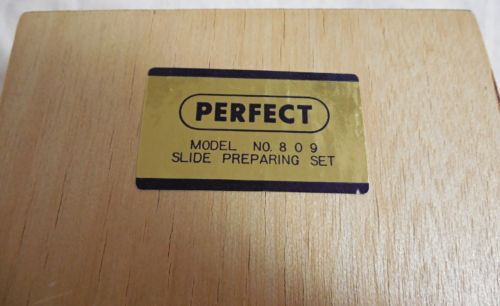 PERFECT
MODEL NO. 809
SLIDE PREPARING SET